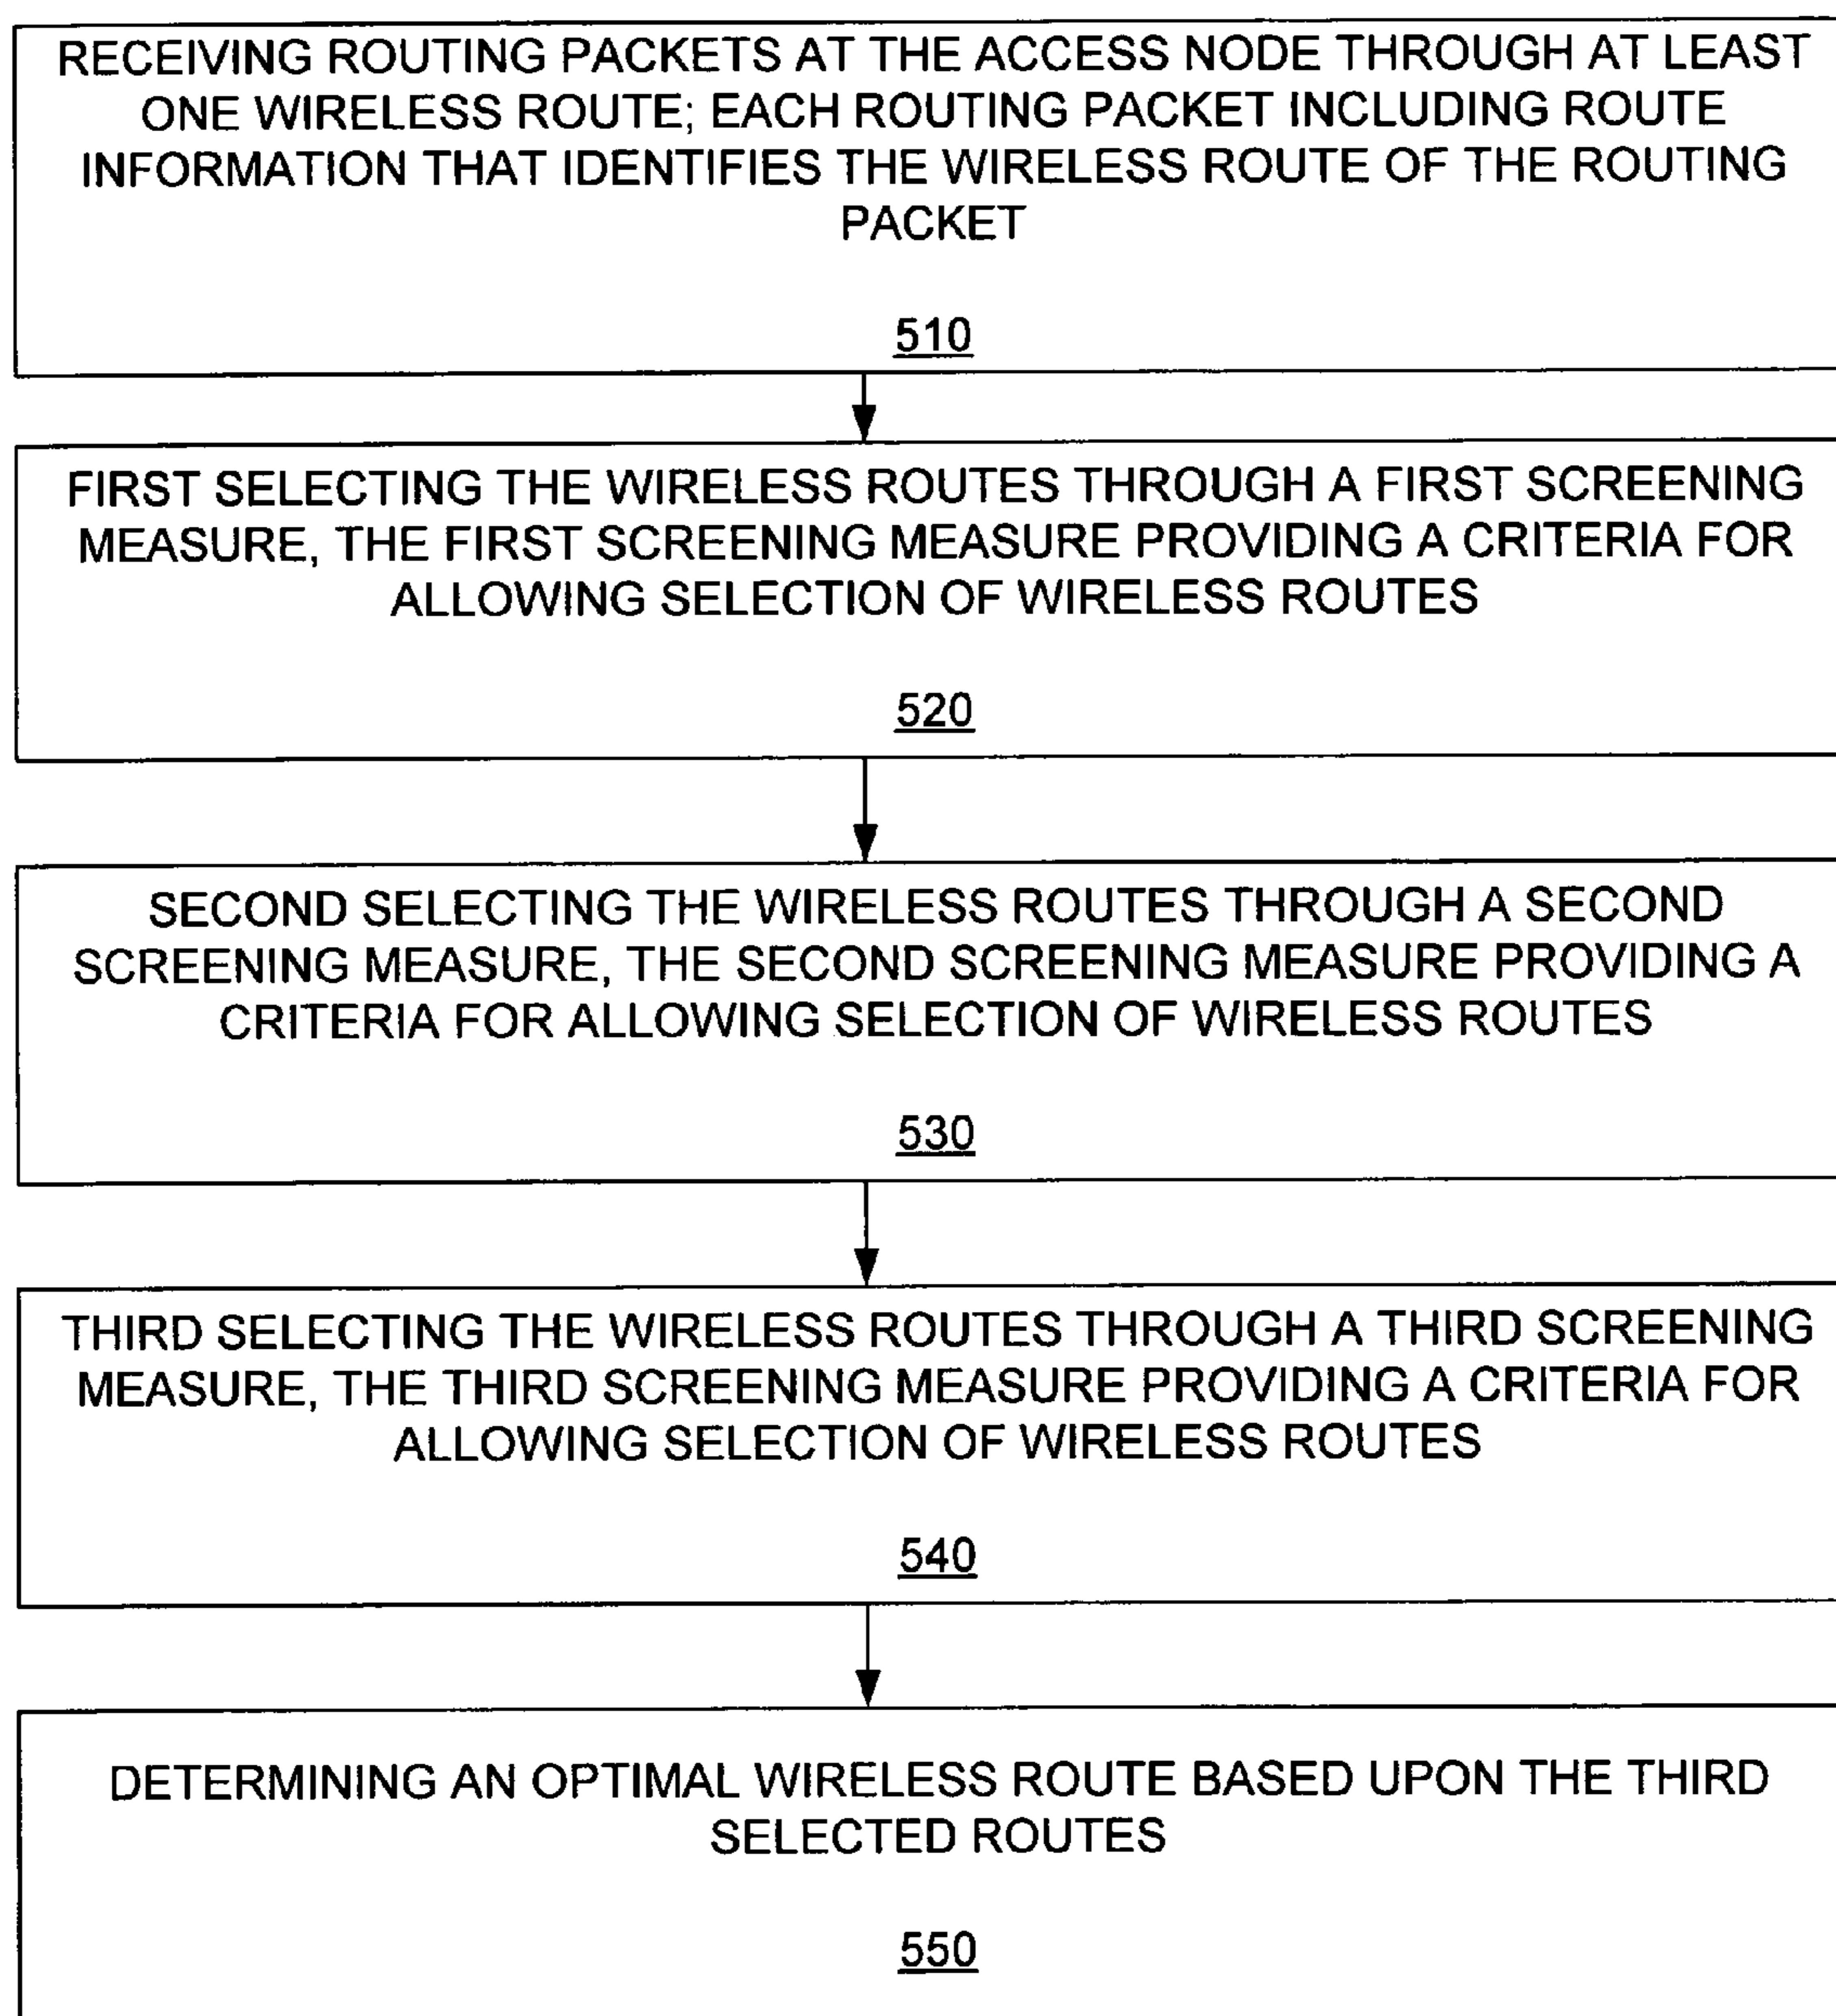 RECEIVING ROUTING PACKETS AT THE ACCESS NODE THROUGH AT LEAST
ONE WIRELESS ROUTE; EACH ROUTING PACKET INCLUDING ROUTE
INFORMATION THAT IDENTIFIES THE WIRELESS ROUTE OF THE ROUTING
PACKET
510
FIRST SELECTING THE WIRELESS ROUTES THROUGH A FIRST SCREENING
MEASURE, THE FIRST SCREENING MEASURE PROVIDING A CRITERIA FOR
ALLOWING SELECTION OF WIRELESS ROUTES
520
SECOND SELECTING THE WIRELESS ROUTES THROUGH A SECOND
SCREENING MEASURE, THE SECOND SCREENING MEASURE PROVIDING A
CRITERIA FOR ALLOWING SELECTION OF WIRELESS ROUTES
530
THIRD SELECTING THE WIRELESS ROUTES THROUGH A THIRD SCREENING
MEASURE, THE THIRD SCREENING MEASURE PROVIDING A CRITERIA FOR
ALLOWING SELECTION OF WIRELESS ROUTES
540
DETERMINING AN OPTIMAL WIRELESS ROUTE BASED UPON THE THIRD
SELECTED ROUTES
550